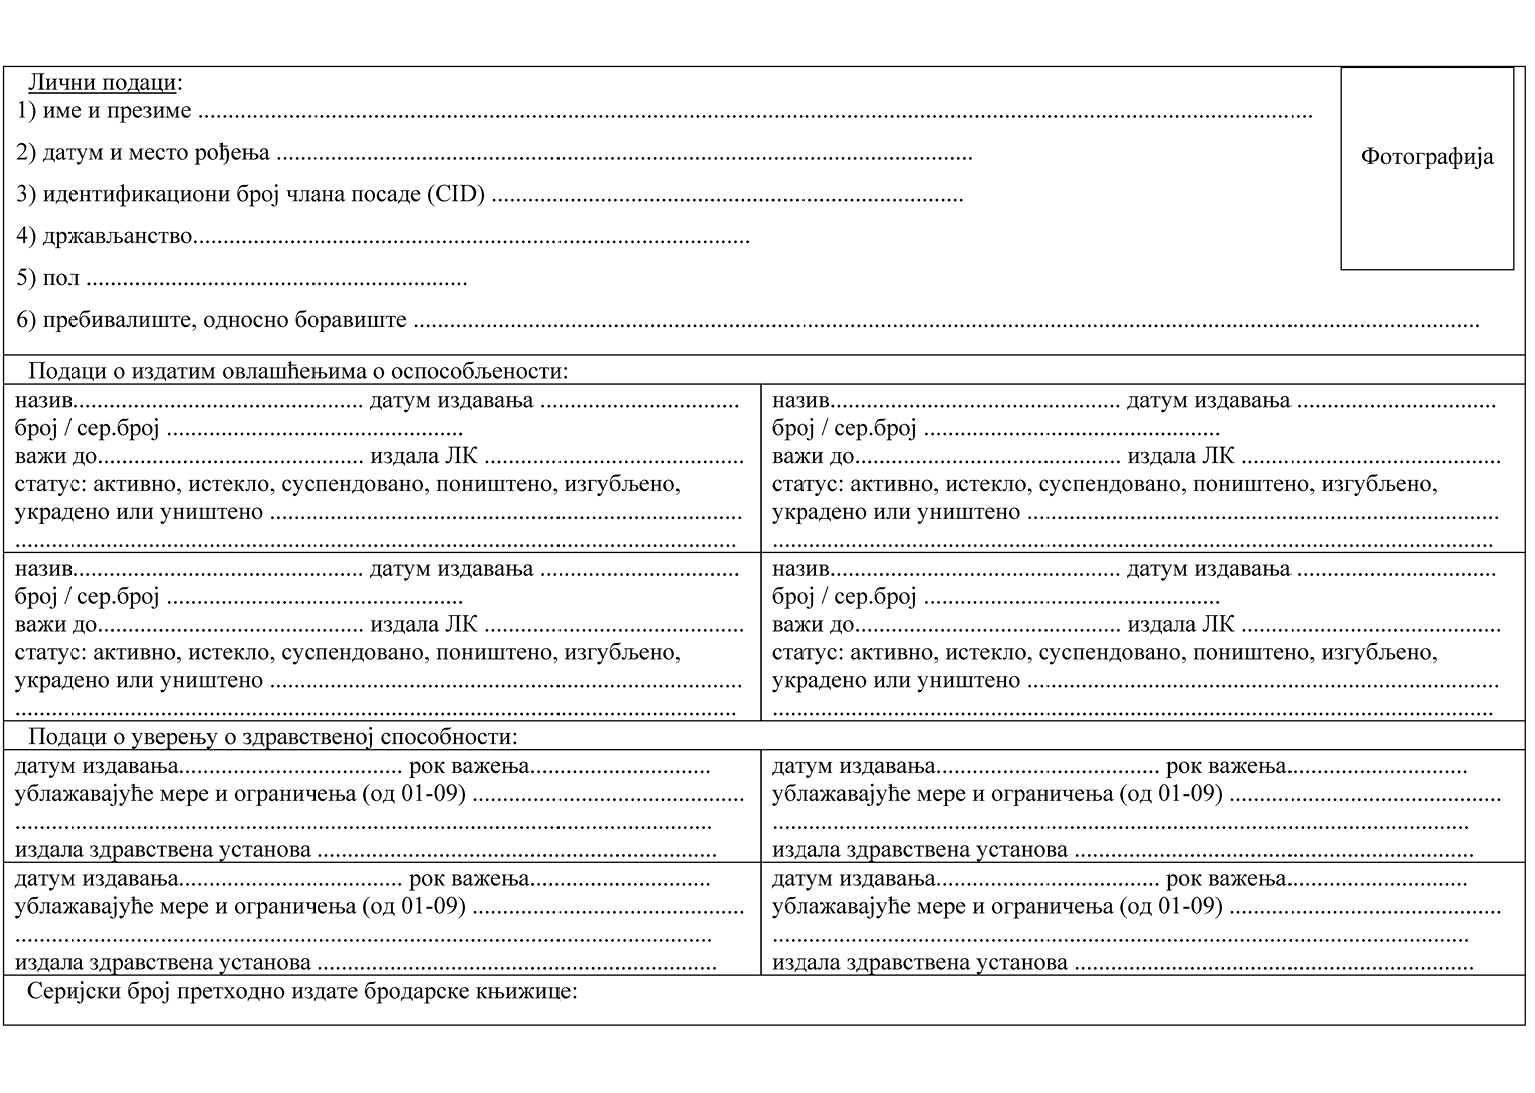 Лични подаци:
1) име и презиме ....................................................................................................
Фотографија
2) датум и место рођења ....................................................................................................
3) идентификациони број члана посаде (CID) ................................................................................
4) држављанство..............................................................................................
5) пол ................................................................
6) пребивалиште, односно боравиште ....................................................................................................
Подаци о издатим овлашћењима о оспособљености:
назив................................................ датум издавања .................................
број / сер.број ..................................................
важи до............................................. издала ЛК ...........................................
статус: активно, истекло, суспендовано, поништено, изгубљено,
украдено или уништено ...............................................................................
........................................................................................................................
назив................................................ датум издавања .................................
број / сер.број ..................................................
важи до............................................. издала ЛК ...........................................
статус: активно, истекло, суспендовано, поништено, изгубљено,
украдено или уништено ...............................................................................
........................................................................................................................
назив................................................ датум издавања .................................
број / сер.број ..................................................
важи до............................................. издала ЛК ...........................................
статус: активно, истекло, суспендовано, поништено, изгубљено,
украдено или уништено ...............................................................................
........................................................................................................................
назив................................................ датум издавања .................................
број / сер.број ..................................................
важи до............................................. издала ЛК ...........................................
статус: активно, истекло, суспендовано, поништено, изгубљено,
украдено или уништено ...............................................................................
........................................................................................................................
Подаци о уверењу о здравственој способности:
датум издавања...................................... рок важења..............................
ублажавајуће мере и ограничења (од 01-09) .............................................
....................................................................................................................
издала здравствена установа ...................................................................
датум издавања...................................... рок важења..............................
ублажавајуће мере и ограничења (од 01-09) .............................................
....................................................................................................................
издала здравствена установа ...................................................................
датум издавања...................................... рок важења..............................
ублажавајуће мере и ограничења (од 01-09) .............................................
....................................................................................................................
издала здравствена установа ...................................................................
датум издавања...................................... рок важења..............................
ублажавајуће мере и ограничења (од 01-09) .............................................
....................................................................................................................
издала здравствена установа ...................................................................
Серијски број претходно издате бродарске књижице: